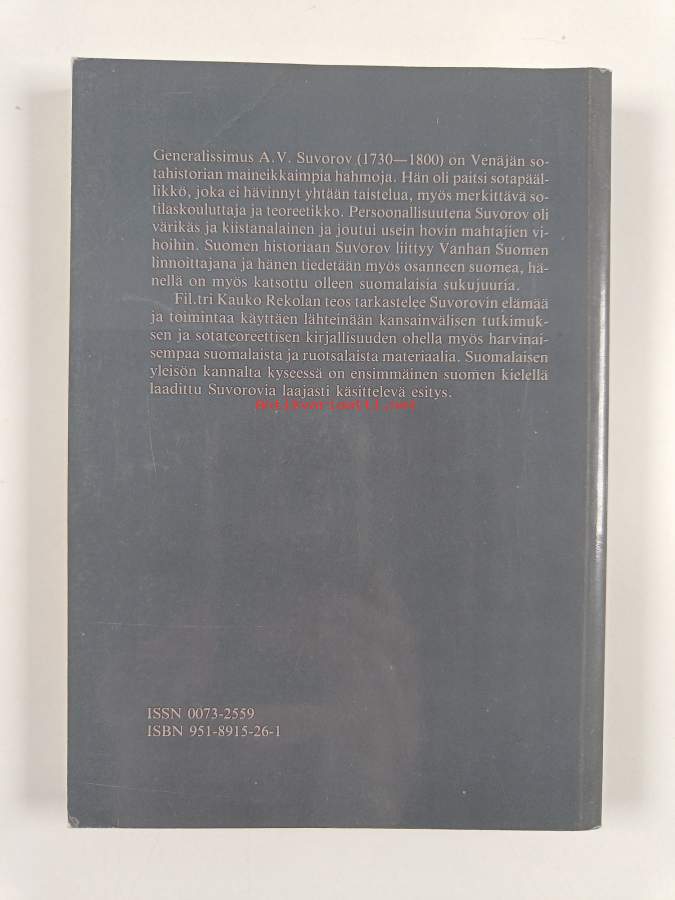 Generalissimus A.V. Suvorov (1730—1800) on Venäjän so-
tahistorian maineikkaimpia hahmoja. Hän oli paitsi sotapääl-
likkö, joka ei hävinnyt yhtään taistelua, myös merkittävä so-
tilaskouluttaja ja teoreetikko. Persoonallisuutena Suvorov oli
värikäs ja kiistanalainen ja joutui usein hovin mahtajien vi-
hoihin. Suomen historiaan Suvorov liittyy Vanhan Suomen
linnoittajana ja hänen tiedetään myös osanneen suomea, hä-
nellä on myös katsottu olleen suomalaisia sukujuuria.
Fil.tri Kauko Rekolan teos tarkastelee Suvorovin elämää
ja toimintaa käyttäen lähteinään kansainvälisen tutkimuk-
sen ja sotateoreettisen kirjallisuuden ohella myös harvinai-
sempaa suomalaista ja ruotsalaista materiaalia. Suomalaisen
yleisön kannalta kyseessä on ensimmäinen suomen kielellä
laadittu Suvorovia laajasti käsittelevä esitys.
Antikvariaatti.net
ISSN 0073-2559
ISBN 951-8915-26-1